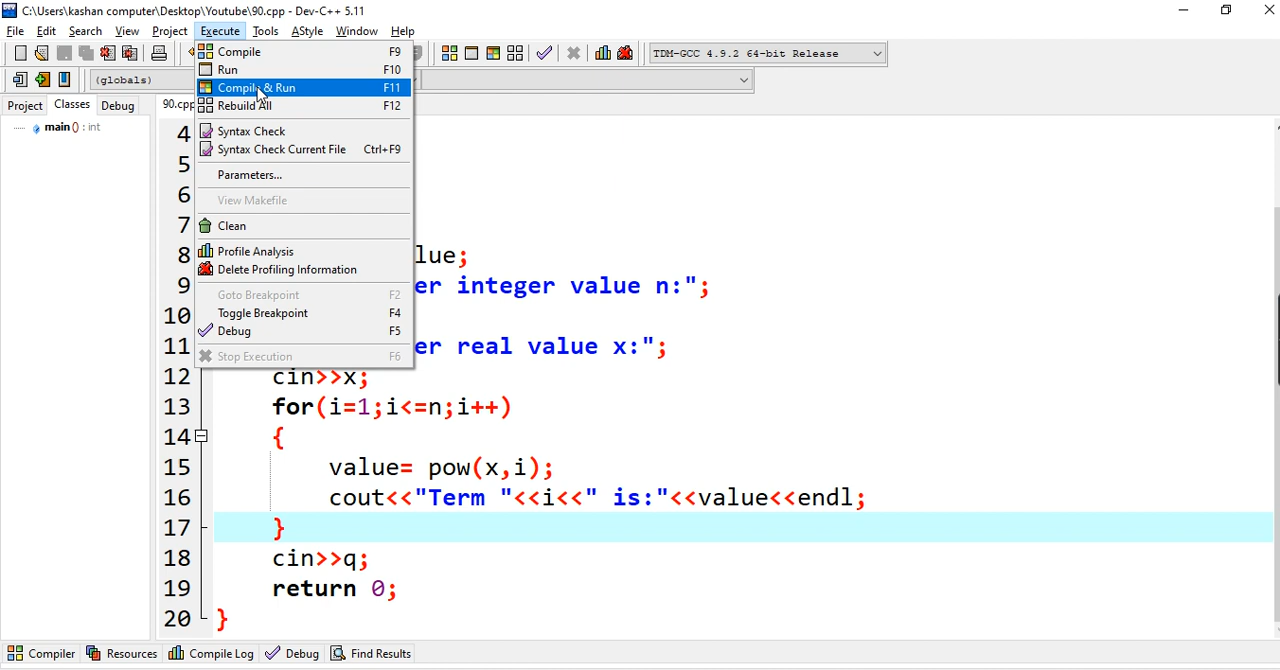 C:\Users\kashan computer\Desktop\Youtube\90.cpp - Dev-C++ 5.11
File Edit Search View Project Execute Tools AStyle Window Help
TDM-GCC 4.9.2 64-bit Release
(globals)
Project Classes Debug 90.cpp
main() : int
Compile F9
Run F10
Compile & Run F11
Rebuild All F12
Syntax Check
Syntax Check Current File Ctrl+F9
Parameters...
View Makefile
Clean
Profile Analysis
Delete Profiling Information
Goto Breakpoint F2
Toggle Breakpoint F4
Debug F5
Stop Execution F6
4
5
6
7
8 lue;
9 er integer value n:";
10
11 er real value x:";
12 cin>>x;
13 for(i=1;i<=n;i++)
14 {
15 value= pow(x,i);
16 cout<<"Term "<<i<<" is:"<<value<<endl;
17 }
18 cin>>q;
19 return 0;
20 }
Compiler Resources Compile Log Debug Find Results